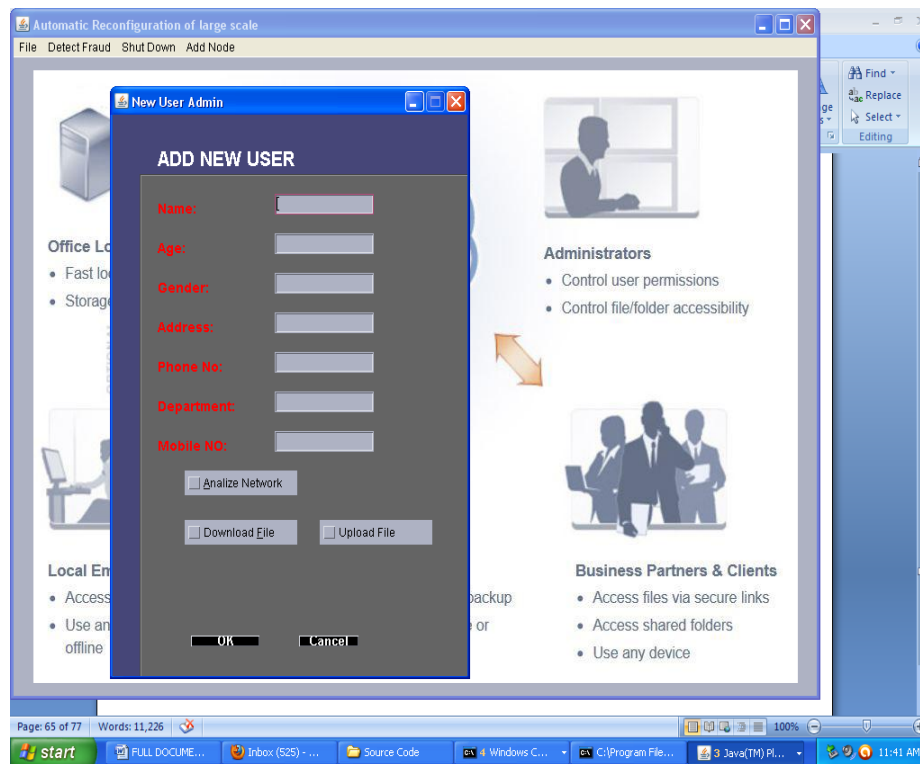 Automatic Reconfiguration of large scale
File Detect Fraud Shut Down Add Node
Find
Replace
Select
Editing
New User Admin
ADD NEW USER
Name:
Age:
Gender:
Address:
Phone No:
Department:
Mobile NO:
Analize Network
Download File Upload File
OK Cancel
Office
• Fast
• Storage
Administrators
• Control user permissions
• Control file/folder accessibility
Local
• Access
• Use
offline
backup
or
Business Partners & Clients
• Access files via secure links
• Access shared folders
• Use any device
Page: 65 of 77 Words: 11,226 100%
start FULL DOCUME... Inbox (525) - ... Source Code 4 Windows C... C:\Program File... 3 Java(TM) Pl... 11:41 AM